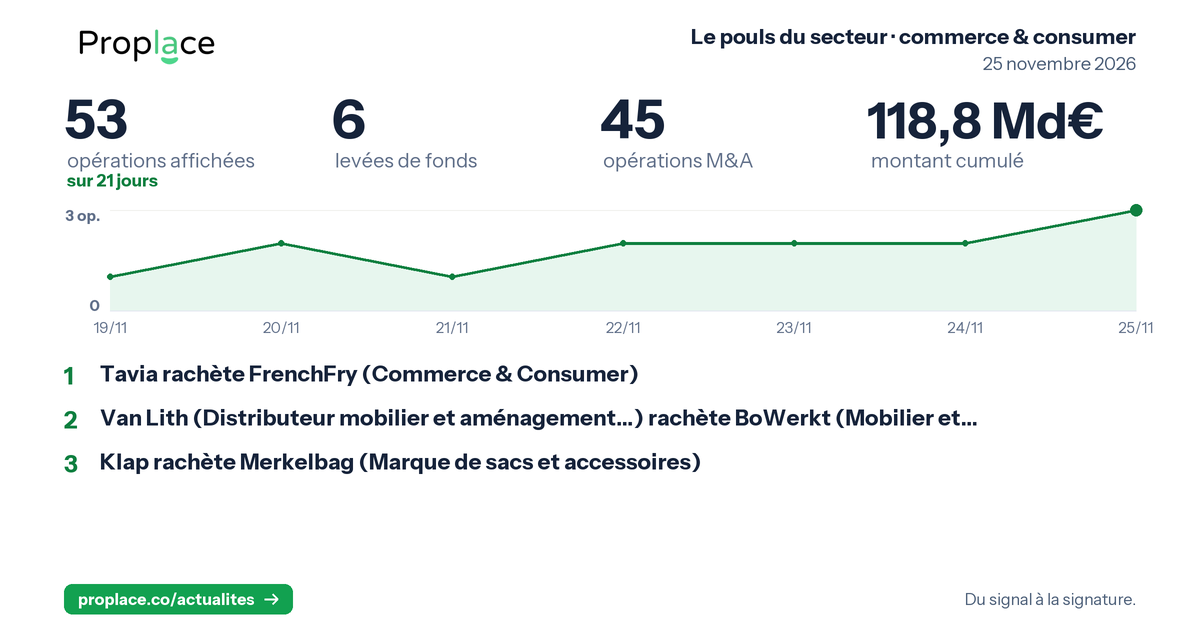 Proplace
Le pouls du secteur · commerce & consumer
25 novembre 2026
53
opérations affichées
sur 21 jours
6
levées de fonds
45
opérations M&A
118,8 Md€
montant cumulé
3 op.
0
19/11 20/11 21/11 22/11 23/11 24/11 25/11
1 Tavia rachète FrenchFry (Commerce & Consumer)
2 Van Lith (Distributeur mobilier et aménagement...) rachète BoWerkt (Mobilier et...
3 Klap rachète Merkelbag (Marque de sacs et accessoires)
proplace.co/actualites →
Du signal à la signature.